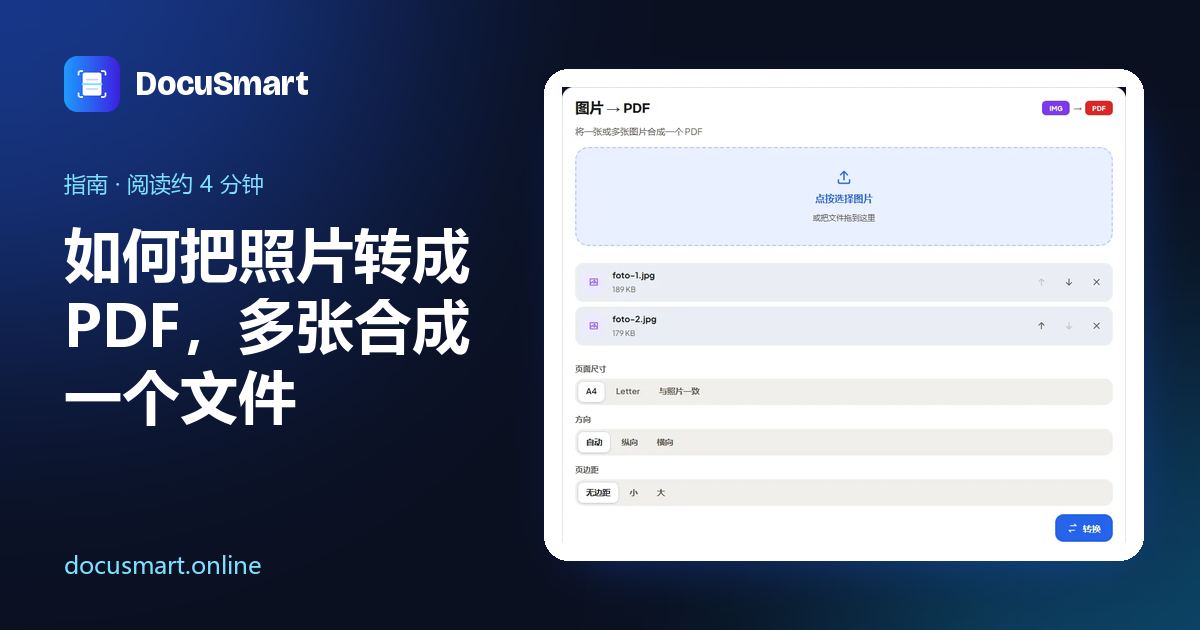 DocuSmart
指南 · 阅读约 4 分钟
如何把照片转成
PDF，多张合成
一个文件
docusmart.online
图片 → PDF
IMG → PDF
将一张或多张图片合成一个 PDF
点按选择图片
或把文件拖到这里
foto-1.jpg
189 KB
foto-2.jpg
179 KB
页面尺寸
A4 Letter 与照片一致
方向
自动 纵向 横向
页边距
无边距 小 大
转换